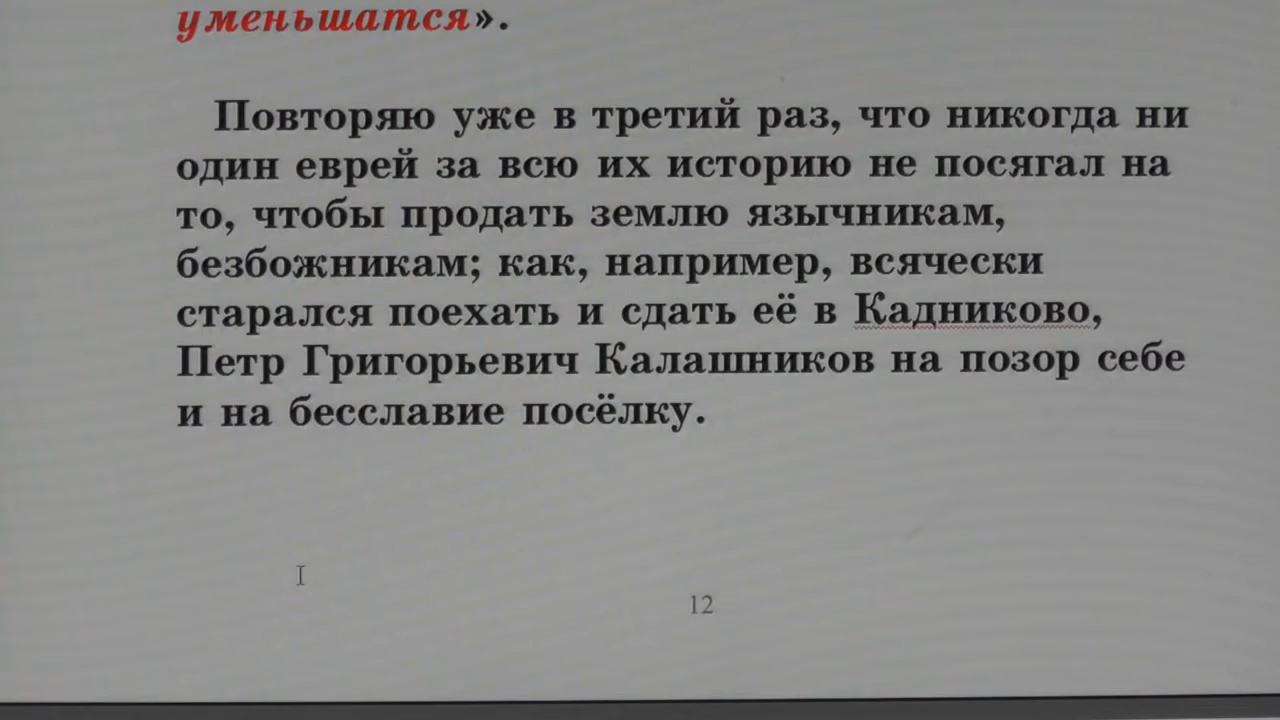 уменьшатся».
Повторяю уже в третий раз, что никогда ни
один еврей за всю их историю не посягал на
то, чтобы продать землю язычникам,
безбожникам; как, например, всячески
старался поехать и сдать её в Кадниково,
Петр Григорьевич Калашников на позор себе
и на бесславие посёлку.
12